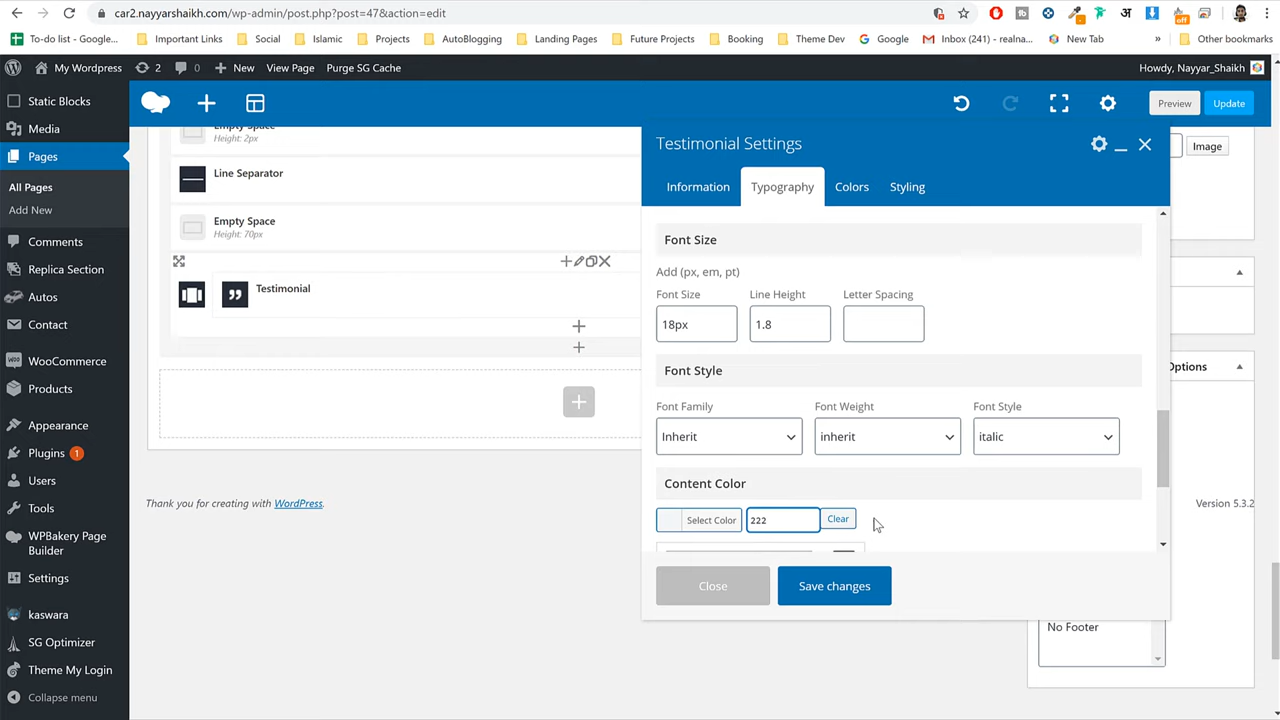 car2.nayyarshaikh.com/wp-admin/post.php?post=47&action=edit
To-do list - Google...
Important Links
Social
Islamic
Projects
AutoBlogging
Landing Pages
Future Projects
Booking
Theme Dev
Google
Inbox (241) - realna...
New Tab
»
Other bookmarks
off
अ
My Wordpress
2
0
+ New
View Page
Purge SG Cache
Howdy, Nayyar_Shaikh
Static Blocks
Media
Pages
All Pages
Add New
Comments
Replica Section
Autos
Contact
WooCommerce
Products
Appearance
Plugins 1
Users
Tools
WPBakery Page
Builder
Settings
kaswara
SG Optimizer
Theme My Login
Collapse menu
Preview
Update
Empty Space
Height: 2px
Line Separator
Empty Space
Height: 70px
Testimonial
Thank you for creating with WordPress.
Testimonial Settings
Information
Typography
Colors
Styling
Font Size
Add (px, em, pt)
Font Size
Line Height
Letter Spacing
18px
1.8
Font Style
Font Family
Font Weight
Font Style
Inherit
inherit
italic
Content Color
Select Color
222
Clear
Close
Save changes
Image
Options
Version 5.3.2
No Footer